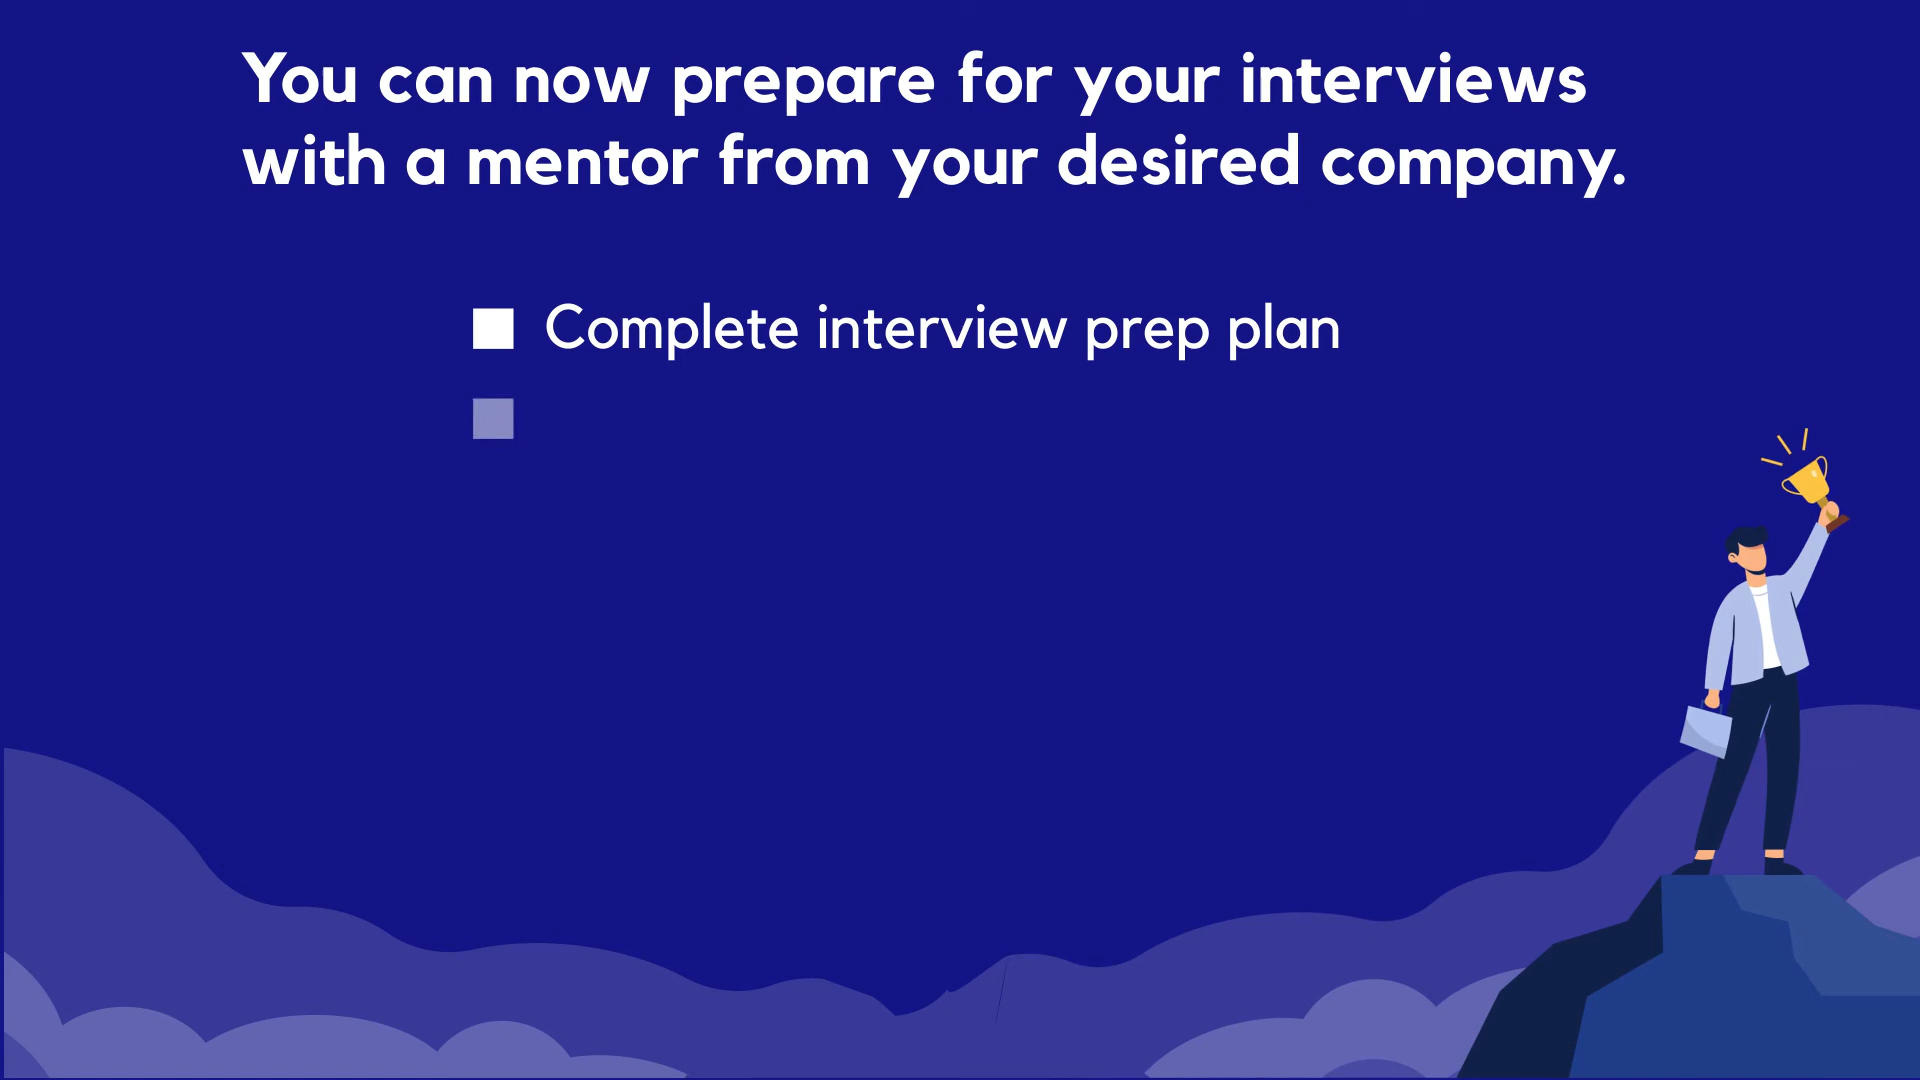 You can now prepare for your interviews
with a mentor from your desired company.
Complete interview prep plan